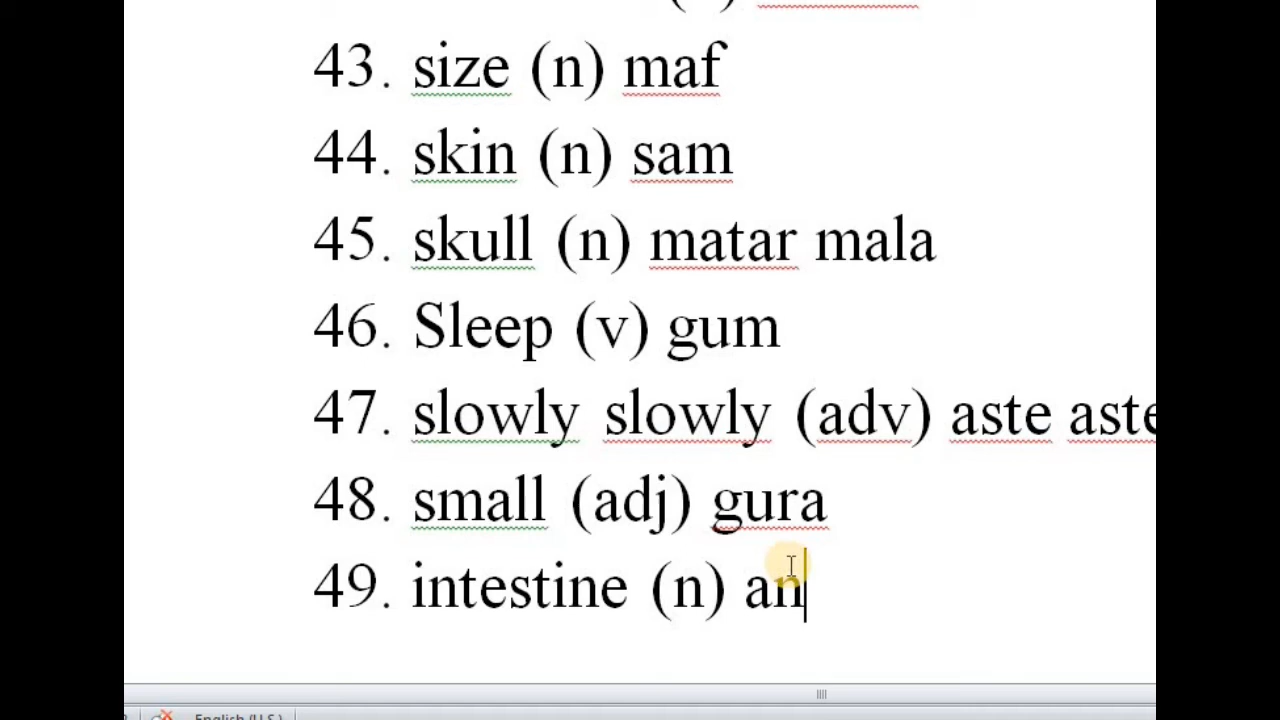 43. size (n) maf
44. skin (n) sam
45. skull (n) matar mala
46. Sleep (v) gum
47. slowly slowly (adv) aste aste
48. small (adj) gura
49. intestine (n) an
English (U.S.)